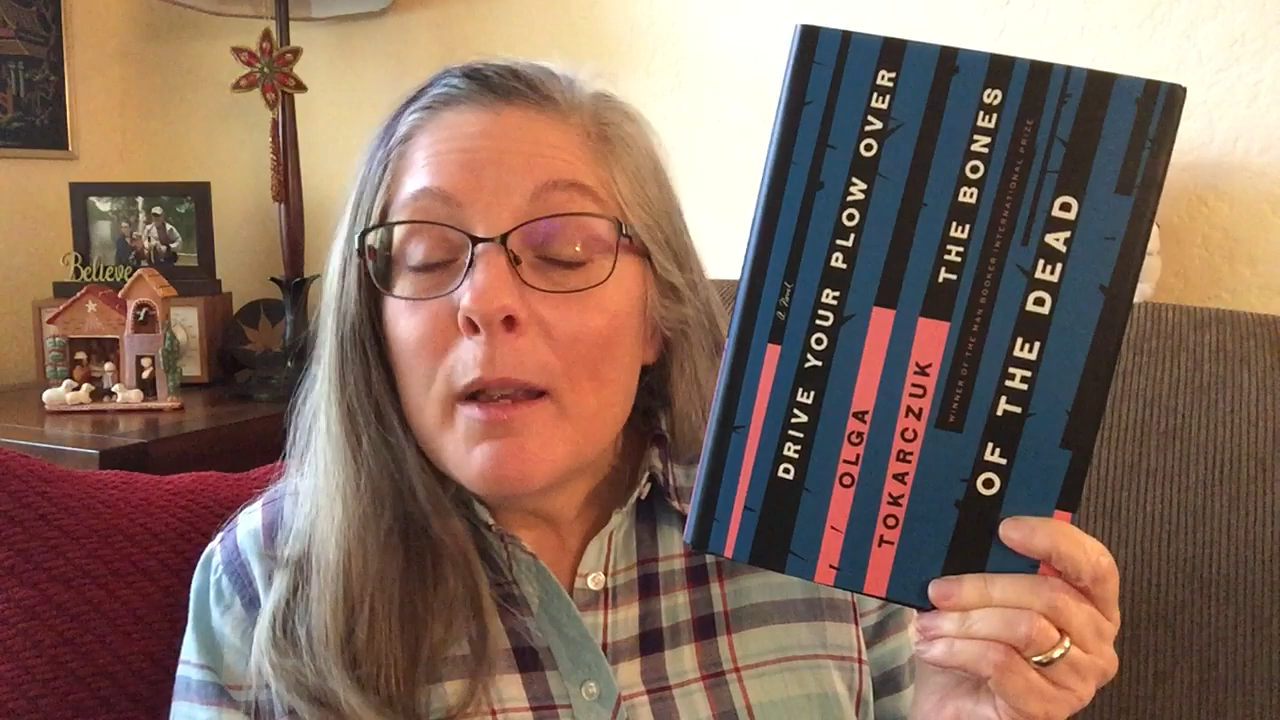 Believe
DRIVE YOUR PLOW OVER
THE BONES
OF THE DEAD
A Novel
OLGA
TOKARCZUK
WINNER OF THE MAN BOOKER INTERNATIONAL PRIZE